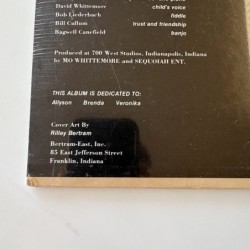 David Whittemore child's voice
Bob Liederbach fiddle
Bill Callum trust and friendship
Bagwell Canefield banjo
Produced at 700 West Studios, Indianapolis, Indiana
by MO WHITTEMORE and SEQUOIAH ENT.
THIS ALBUM IS DEDICATED TO:
Allyson Brenda Veronika
Cover Art By
Rilley Bertram
Bertram-East, Inc.
85 East Jefferson Street
Franklin, Indiana